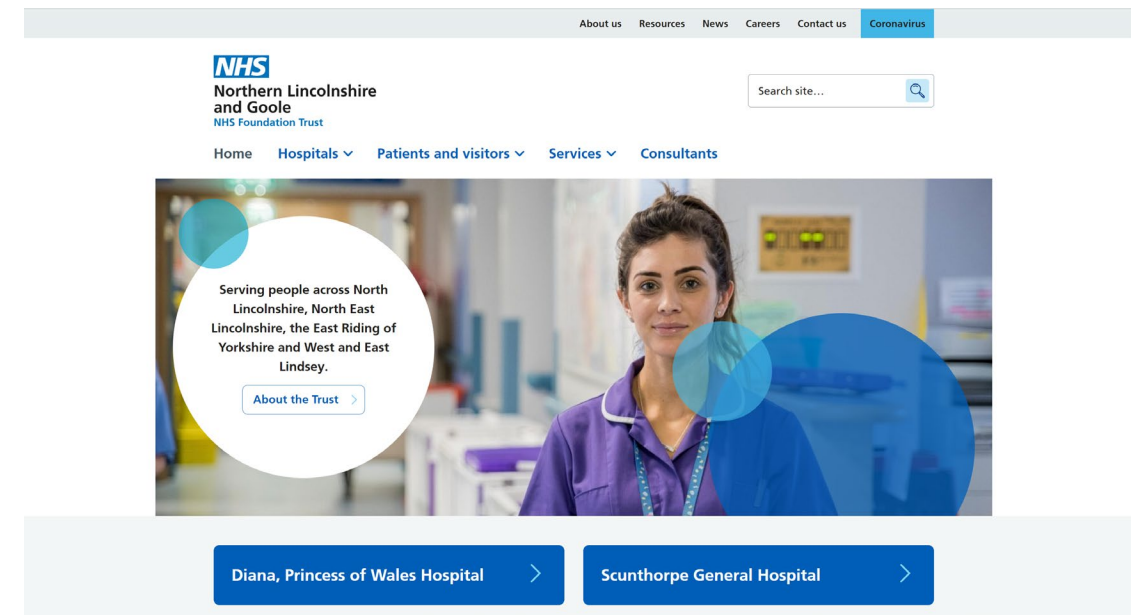 About us Resources News Careers Contact us Coronavirus
NHS
Northern Lincolnshire
and Goole
NHS Foundation Trust
Search site...
Home Hospitals Patients and visitors Services Consultants
Serving people across North
Lincolnshire, North East
Lincolnshire, the East Riding of
Yorkshire and West and East
Lindsey.
About the Trust
Diana, Princess of Wales Hospital
Scunthorpe General Hospital